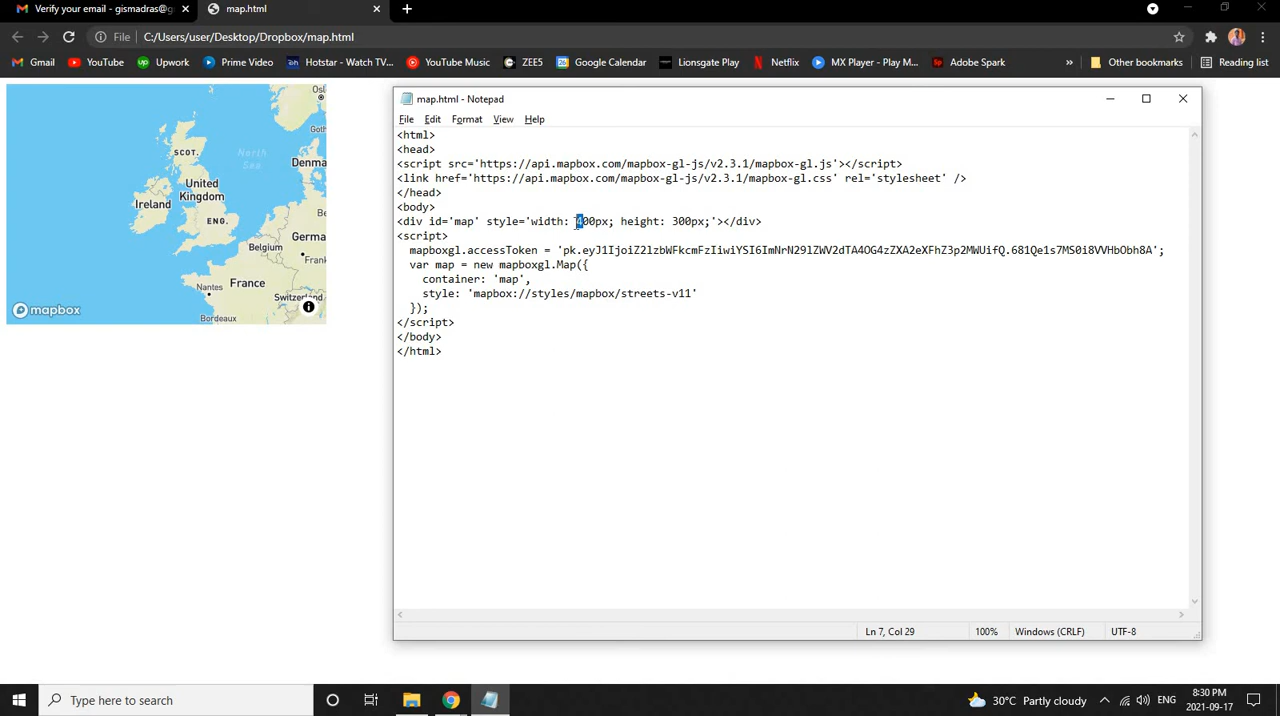 Verify your email - gismadras@g
map.html
File
C:/Users/user/Desktop/Dropbox/map.html
Gmail
YouTube
Upwork
Prime Video
Hotstar - Watch TV...
YouTube Music
ZEE5
Google Calendar
Lionsgate Play
Netflix
MX Player - Play M...
Adobe Spark
»
Other bookmarks
Reading list
Osl
Goth
SCOT.
North
Sea
Denma
United
Kingdom
Ireland
ENG.
Belgium
Germa
Nantes
France
Switzerland
Bordeaux
mapbox
map.html - Notepad
File Edit Format View Help
<html>
<head>
<script src='https://api.mapbox.com/mapbox-gl-js/v2.3.1/mapbox-gl.js'></script>
<link href='https://api.mapbox.com/mapbox-gl-js/v2.3.1/mapbox-gl.css' rel='stylesheet' />
</head>
<body>
<div id='map' style='width: 400px; height: 300px;'></div>
<script>
mapboxgl.accessToken = 'pk.eyJ1IjoiZ2lzbWFkcmFzIiwiYSI6ImNrN29lZWV2dTA4OG4zZXA2eXFhZ3p2MWUifQ.681Qe1s7MS0i8VVHbObh8A';
var map = new mapboxgl.Map({
container: 'map',
style: 'mapbox://styles/mapbox/streets-v11'
});
</script>
</body>
</html>
Ln 7, Col 29
100%
Windows (CRLF)
UTF-8
Type here to search
30°C Partly cloudy
ENG
8:30 PM
2021-09-17